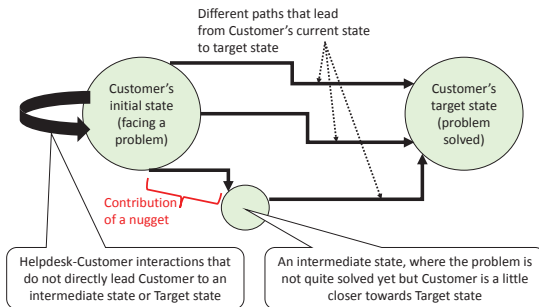 Different paths that lead
from Customer's current state
to target state
Customer's
initial state
(facing a
problem)
Customer's
target state
(problem
solved)
Contribution
of a nugget
Helpdesk-Customer interactions that
do not directly lead Customer to an
intermediate state or Target state
An intermediate state, where the problem is
not quite solved yet but Customer is a little
closer towards Target state